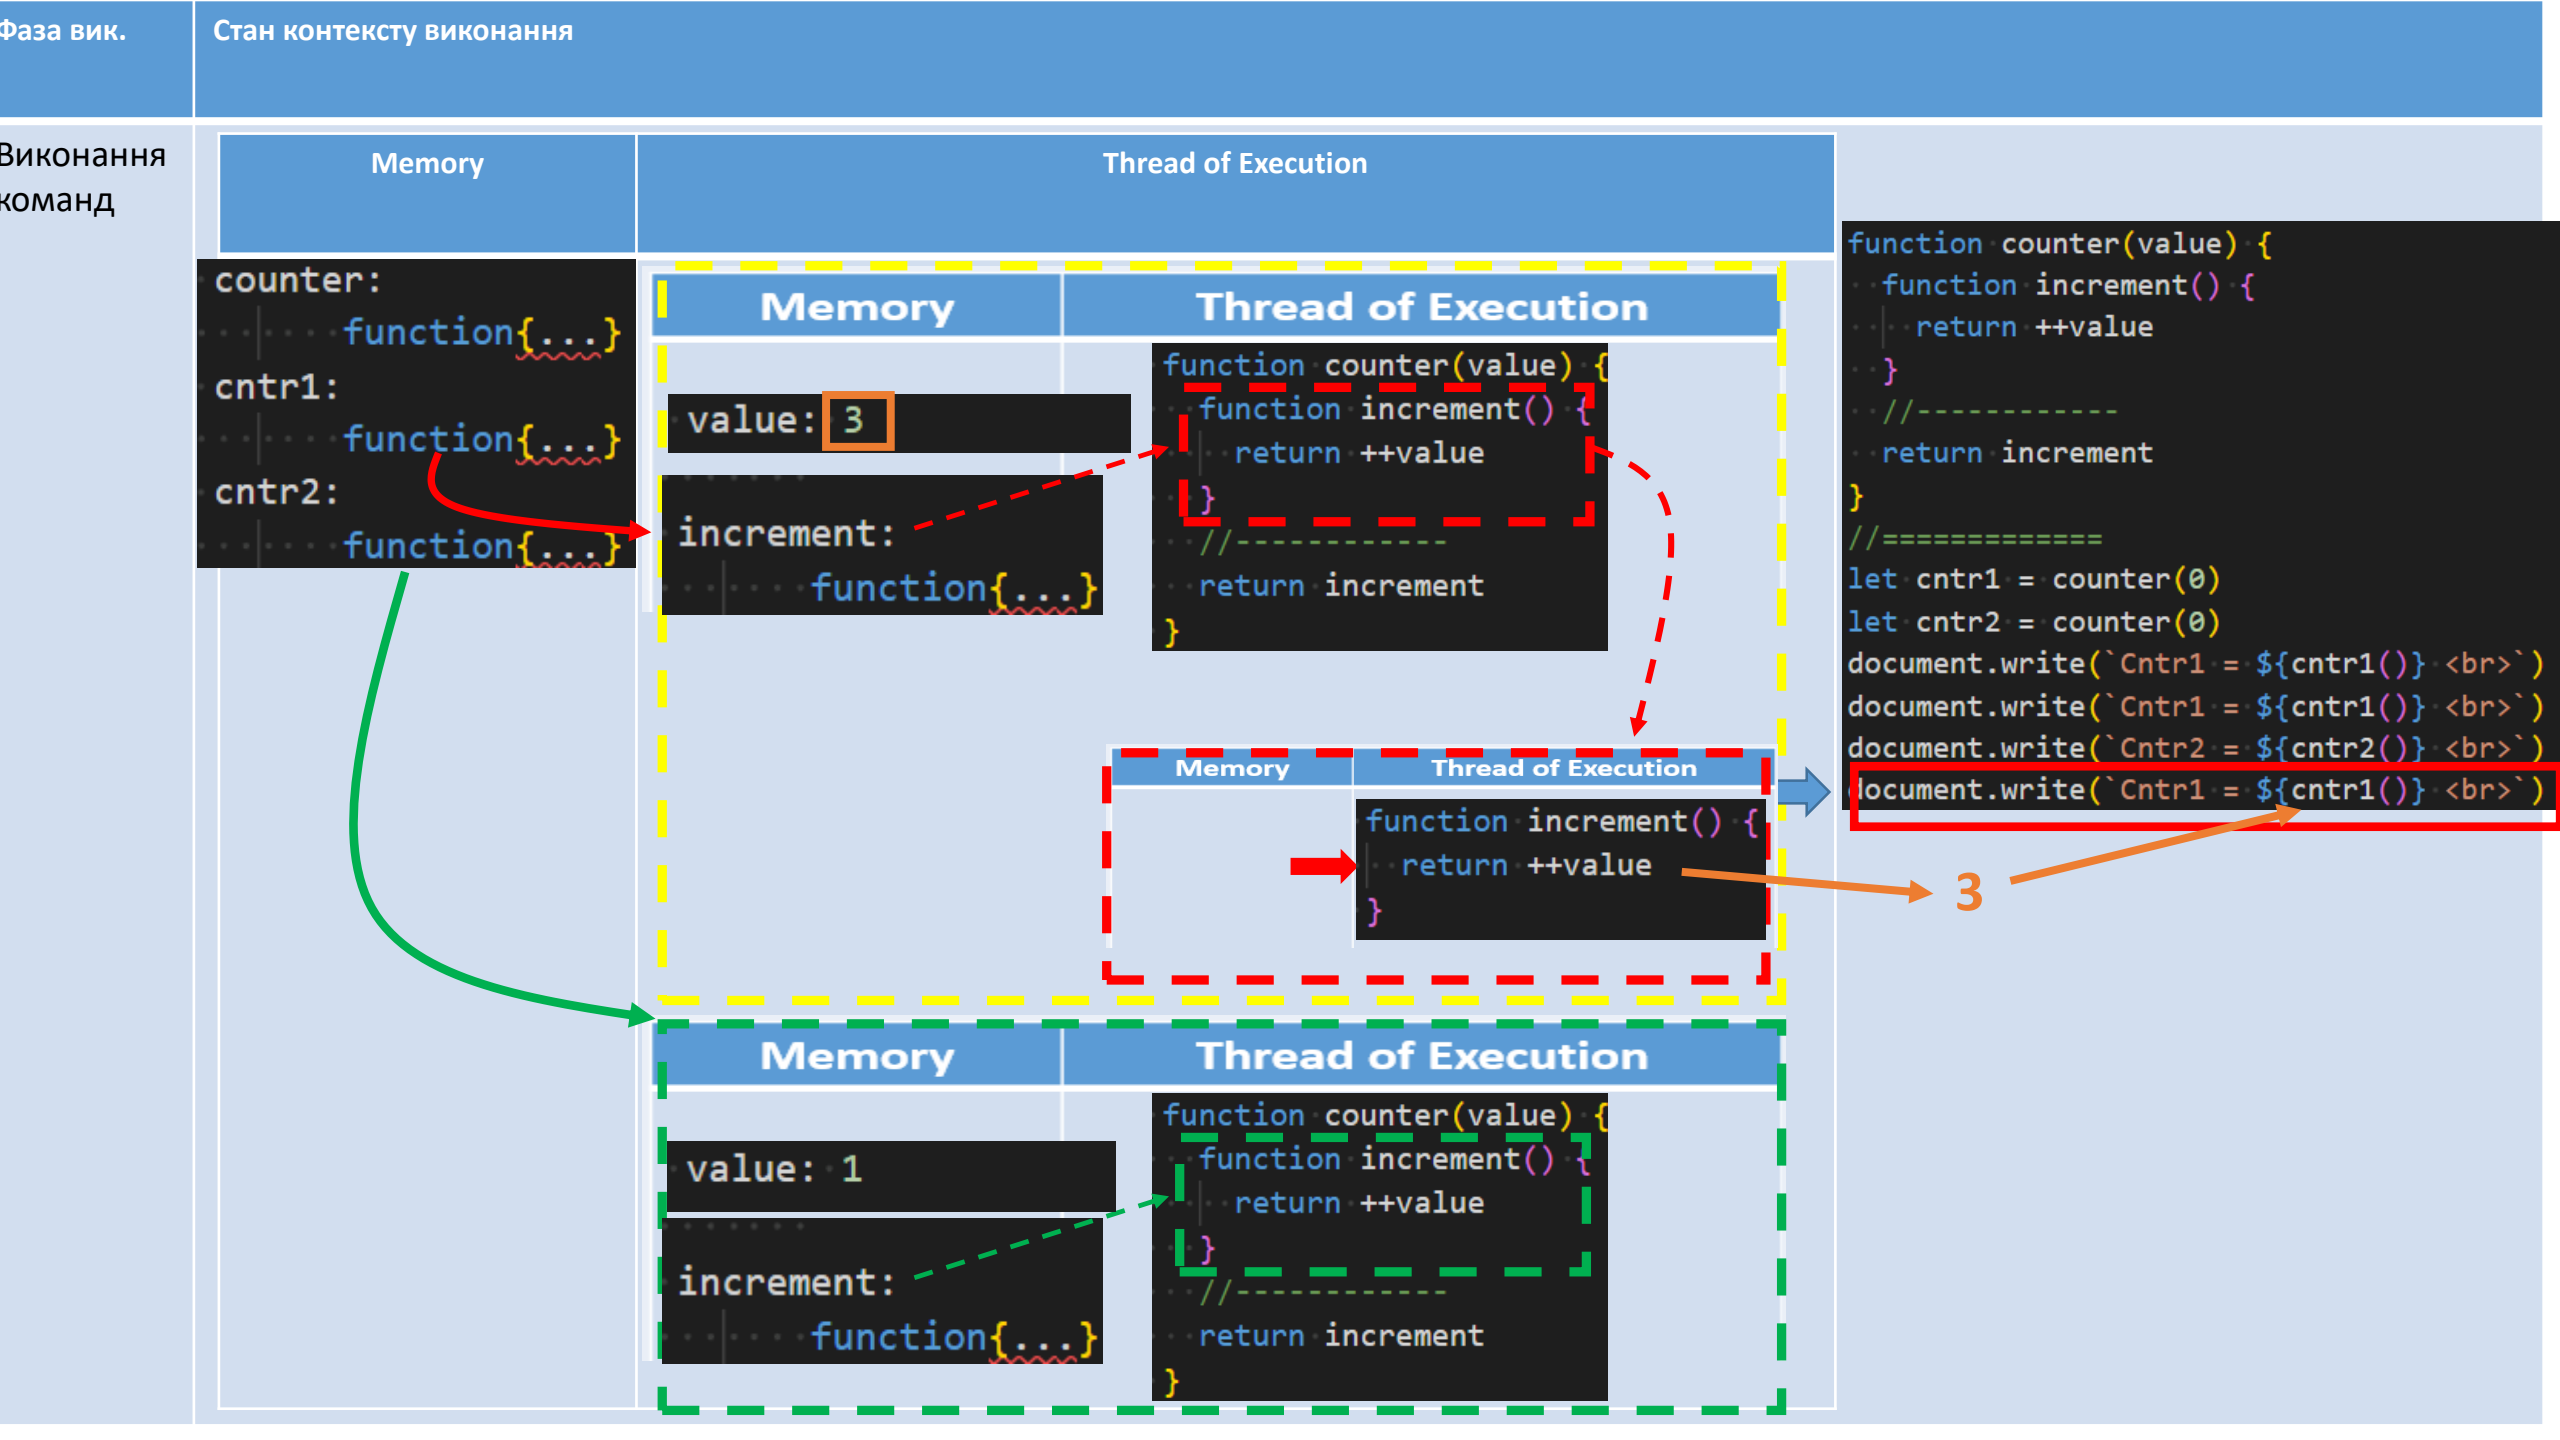 Фаза вик.
Стан контексту виконання
Виконання
команд
Memory
Thread of Execution
counter:
function{...}
cntr1:
function{...}
cntr2:
function{...}
Memory
Thread of Execution
value: 3
increment:
function{...}
function counter(value) {
function increment() {
return ++value
}
//------------
return increment
}
Memory
Thread of Execution
function increment() {
return ++value
}
3
Memory
Thread of Execution
value: 1
increment:
function{...}
function counter(value) {
function increment() {
return ++value
}
//------------
return increment
}
function counter(value) {
function increment() {
return ++value
}
//------------
return increment
}
//=============
let cntr1 = counter(0)
let cntr2 = counter(0)
document.write(`Cntr1 = ${cntr1()} <br>`)
document.write(`Cntr1 = ${cntr1()} <br>`)
document.write(`Cntr2 = ${cntr2()} <br>`)
document.write(`Cntr1 = ${cntr1()} <br>`)